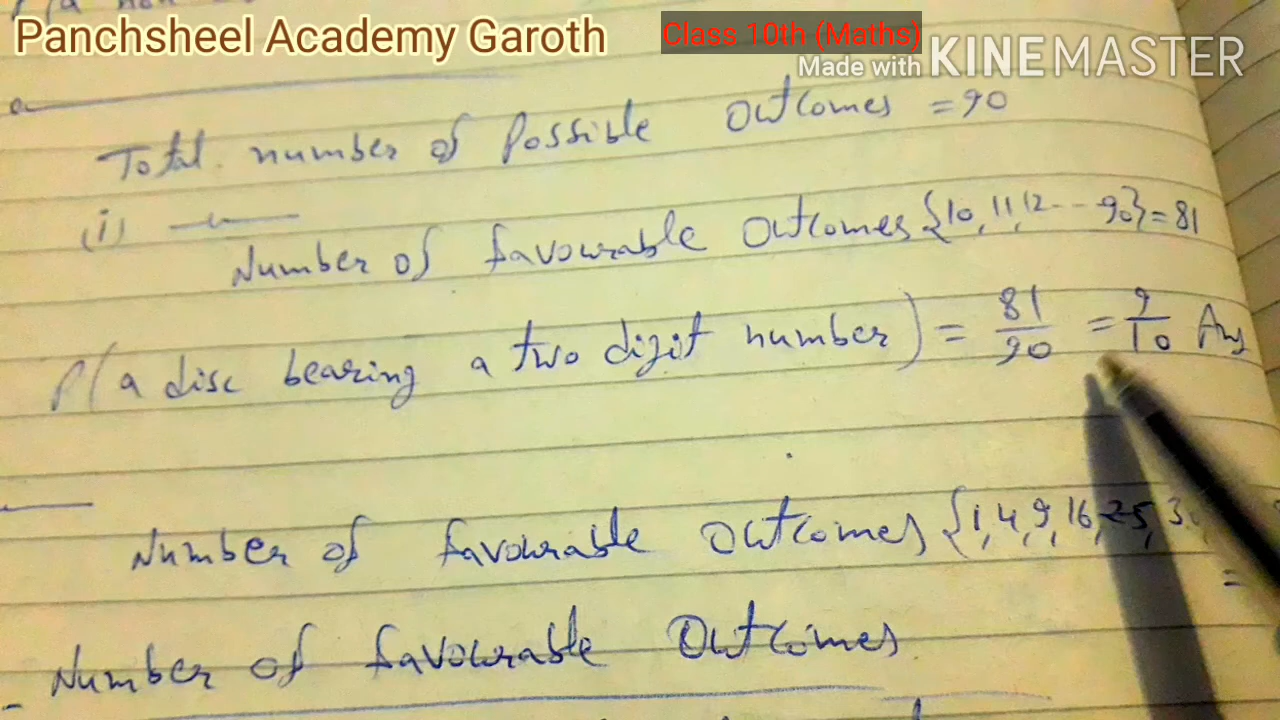 Panchsheel Academy Garoth
Class 10th (Maths)
Made with KINEMASTER
Total number of Possible Outcomes = 90
(i)
Number of favourable Outcomes {10, 11, 12 --- 90} = 81
P(a disc bearing a two digit number) = 81/90 = 9/10 Ans
Number of favourable Outcomes {1, 4, 9, 16, 25, 3
=
Number of favourable Outcomes